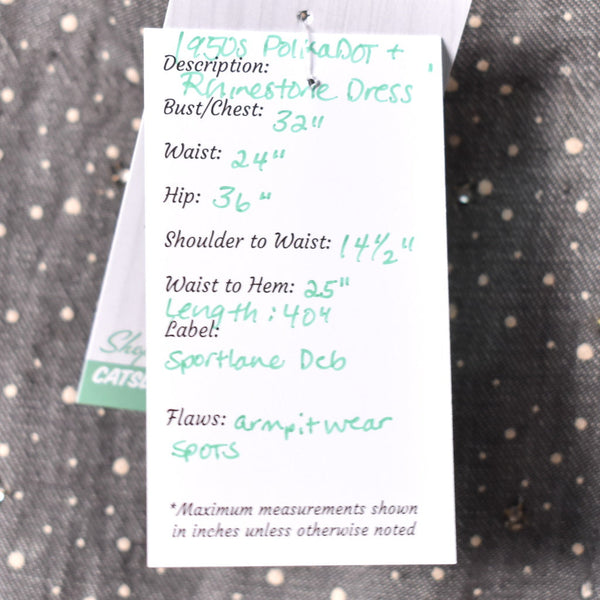 1950s PolkaDOT +
Description:
Rhinestone Dress
Bust/Chest: 32"
Waist: 24"
Hip: 36"
Shoulder to Waist: 14 1/2"
Waist to Hem: 25"
Length: 40"
Label:
Sportlane Deb
Flaws: armpit wear
spots
*Maximum measurements shown
in inches unless otherwise noted
Shop